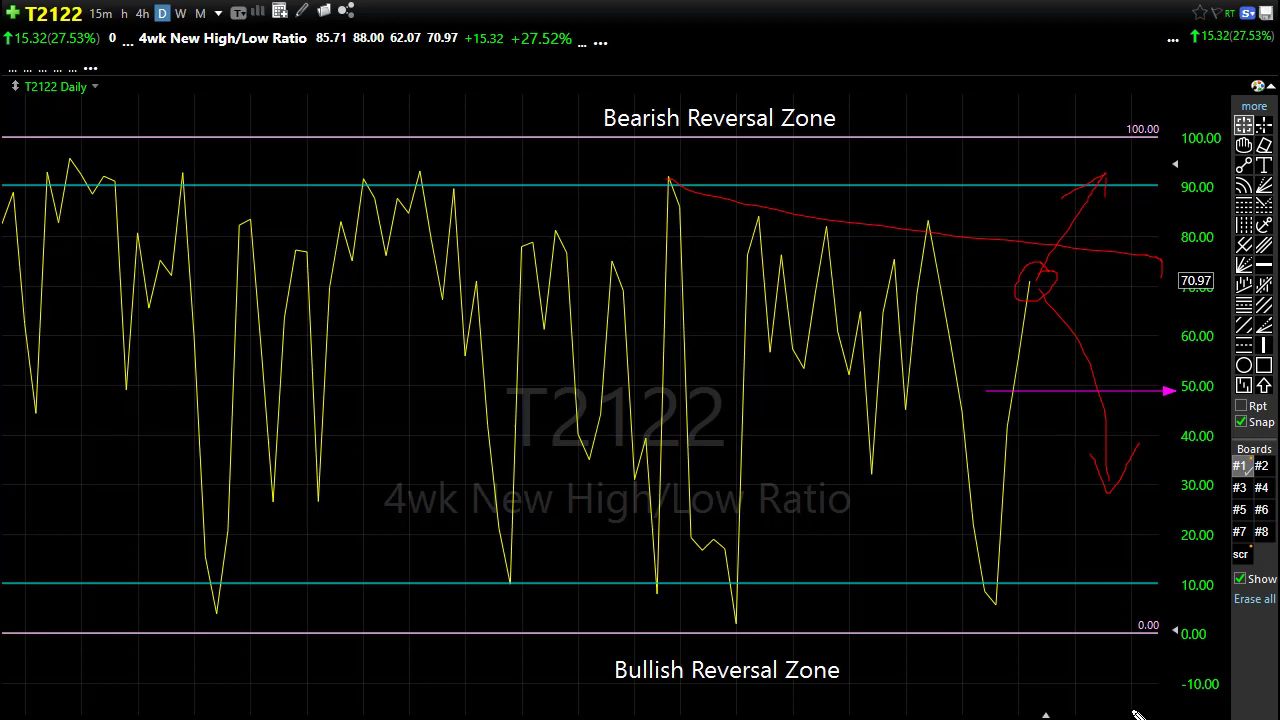 T2122 15m h 4h D W M T RT S
15.32(27.53%) 0 ... 4wk New High/Low Ratio 85.71 88.00 62.07 70.97 +15.32 +27.52% ... ... ... 15.32(27.53%)
... ... ... ... ... ...
T2122 Daily
more
Bearish Reversal Zone
100.00
100.00
90.00
80.00
70.97
70.00
60.00
50.00
40.00
30.00
20.00
10.00
0.00
0.00
-10.00
T2122
4wk New High/Low Ratio
Bullish Reversal Zone
T
Rpt
Snap
Boards
#1 #2
#3 #4
#5 #6
#7 #8
scr
Show
Erase all